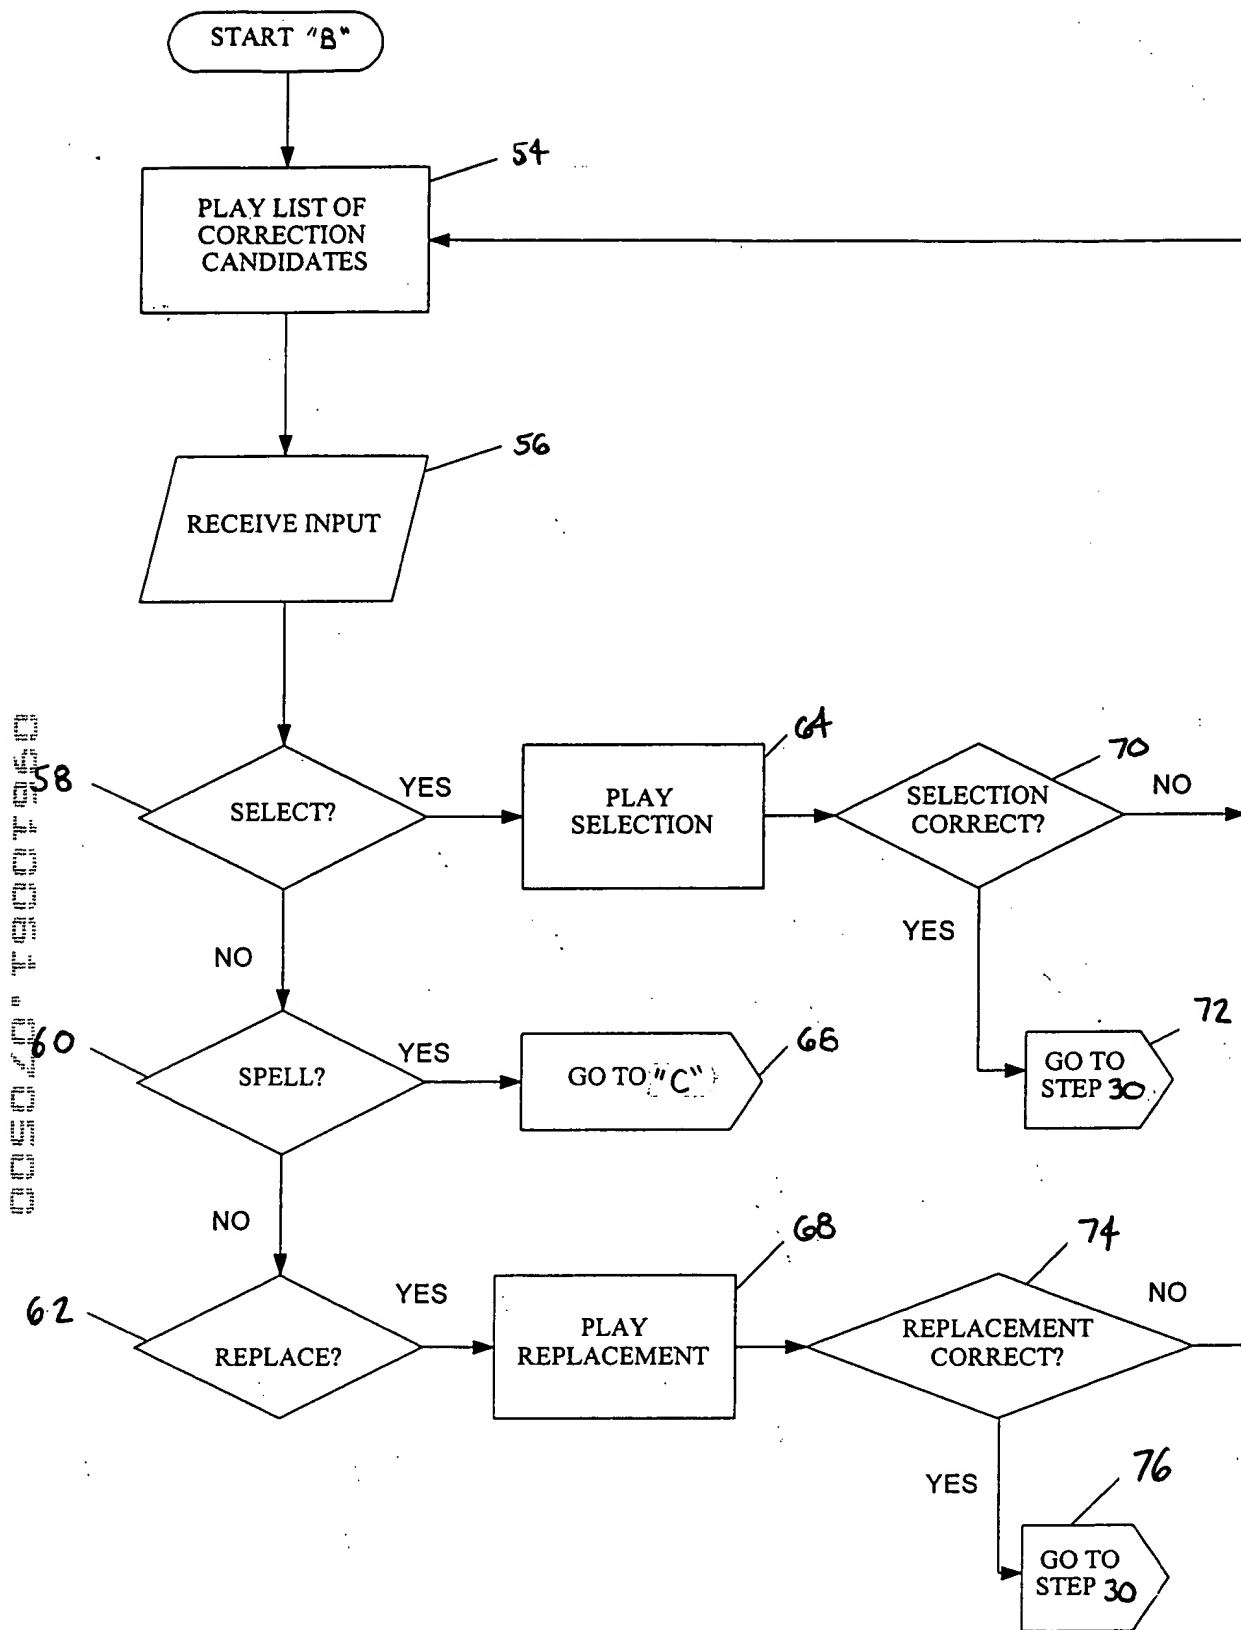 START "B"
54
PLAY LIST OF
CORRECTION
CANDIDATES
56
RECEIVE INPUT
58
SELECT?
YES
64
PLAY
SELECTION
70
SELECTION
CORRECT?
NO
NO
YES
60
SPELL?
YES
GO TO "C"
66
72
GO TO
STEP 30
NO
62
REPLACE?
YES
68
PLAY
REPLACEMENT
74
REPLACEMENT
CORRECT?
NO
YES
76
GO TO
STEP 30